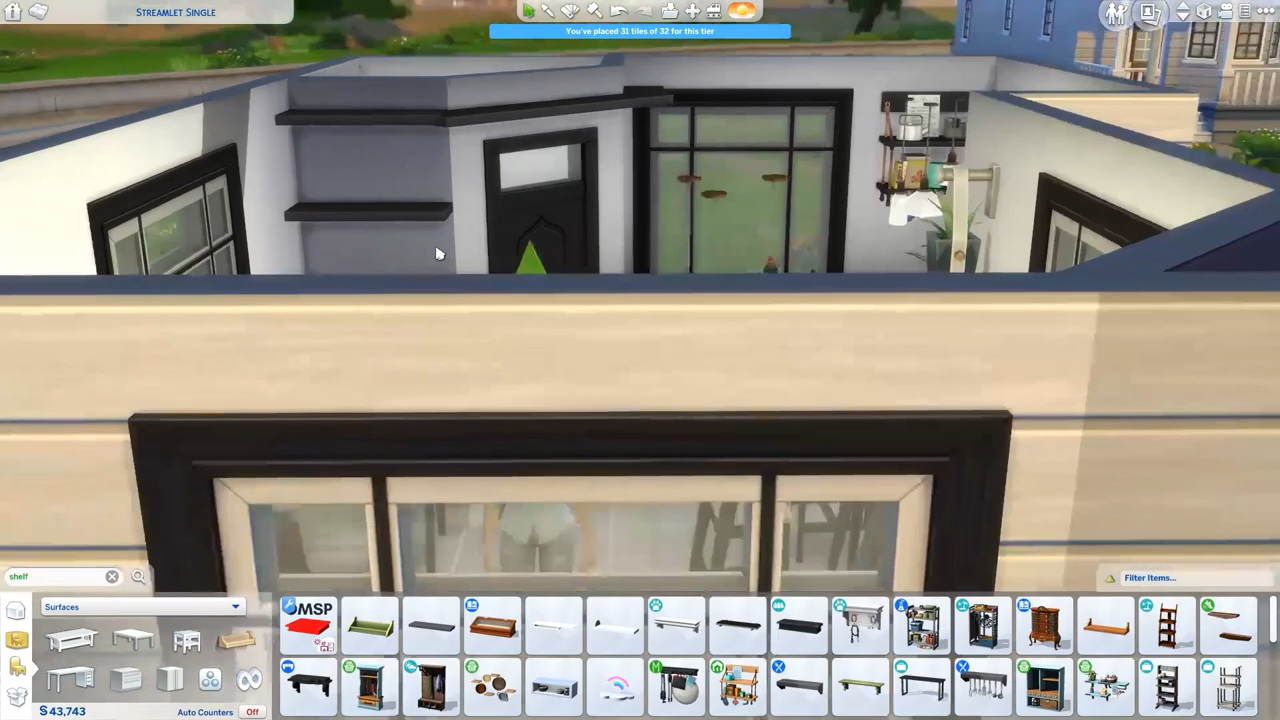 STREAMLET SINGLE
You've placed 31 tiles of 32 for this tier
shelf
Filter Items...
Surfaces
MSP
§43,743
Auto Counters
Off